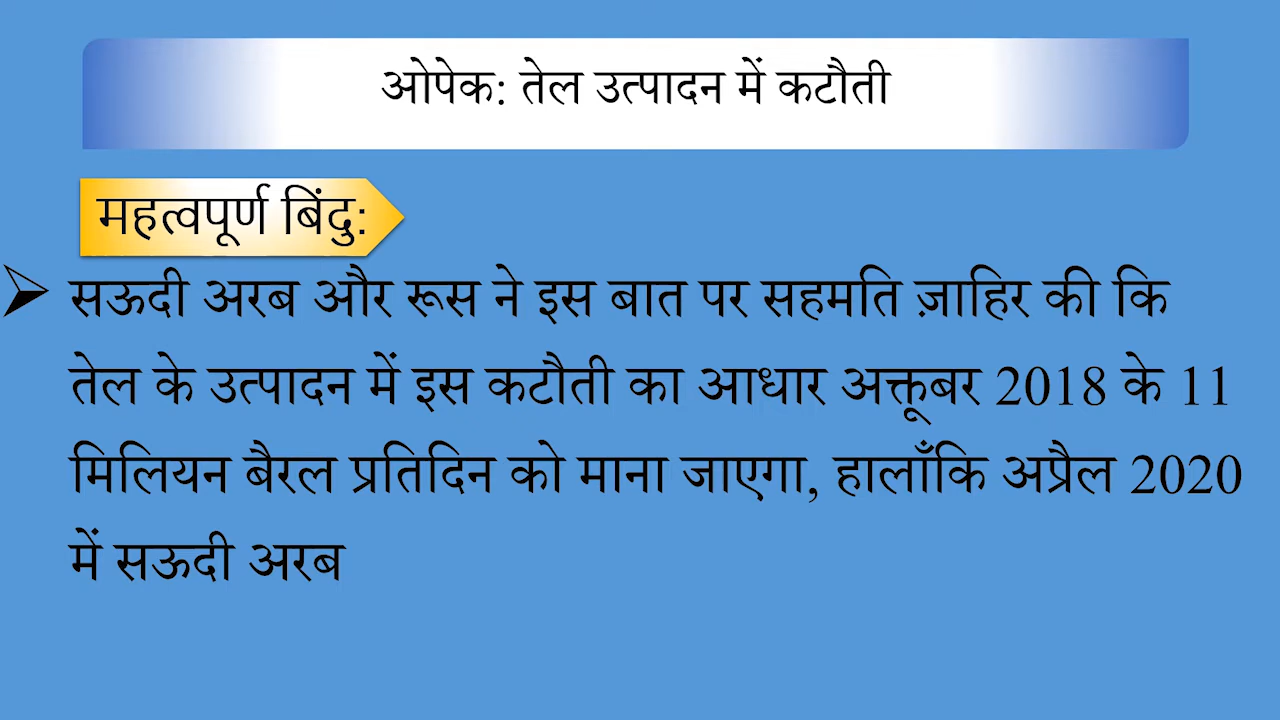 ओपेक: तेल उत्पादन में कटौती
महत्वपूर्ण बिंदु:
सऊदी अरब और रूस ने इस बात पर सहमति ज़ाहिर की कि
तेल के उत्पादन में इस कटौती का आधार अक्तूबर 2018 के 11
मिलियन बैरल प्रतिदिन को माना जाएगा, हालाँकि अप्रैल 2020
में सऊदी अरब